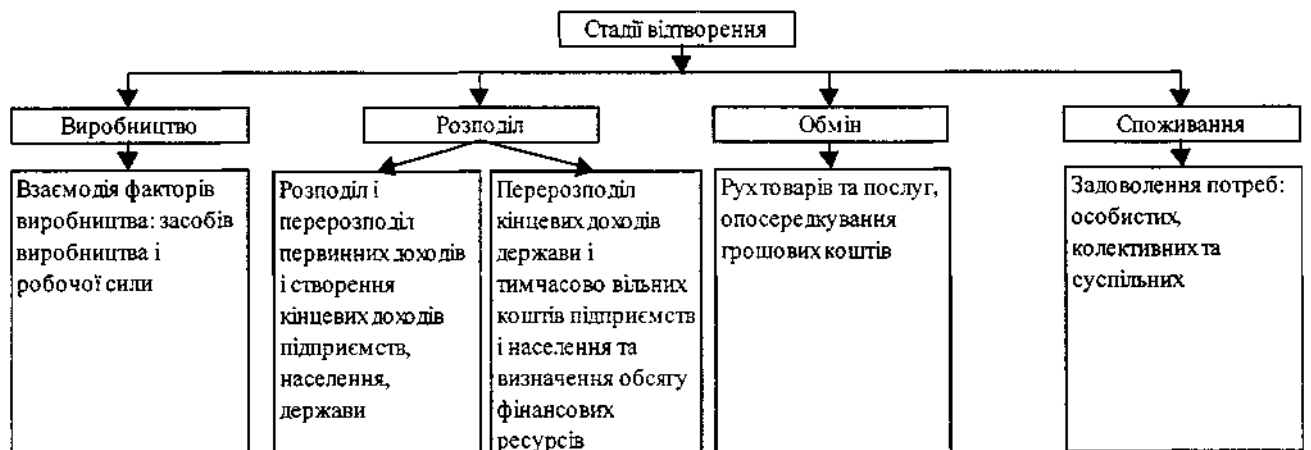 Стадії відтворення
Виробництво
Розподіл
Обмін
Споживання
Взаємодія факторів
виробництва: засобів
виробництва і
робочої сили
Розподіл і
перерозподіл
первинних доходів
і створення
кінцевих доходів
підприємств,
населення,
держави
Перерозподіл
кінцевих доходів
держави і
тимчасово вільних
коштів підприємств
і населення та
визначення обсягу
фінансових
ресурсів
Рух товарів та послуг,
опосередкування
грошових коштів
Задоволення потреб:
особистих,
колективних та
суспільних